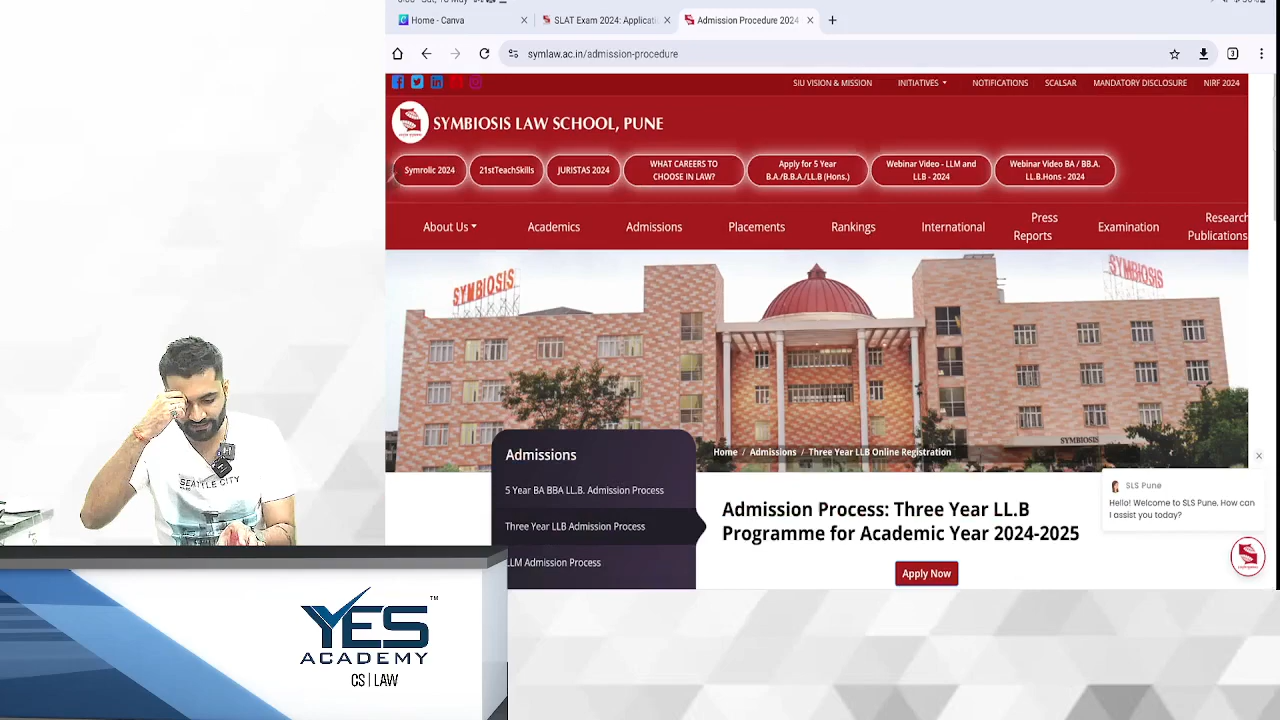 Home - Canva
SLAT Exam 2024: Applicati
Admission Procedure 2024
symlaw.ac.in/admission-procedure
3
SIU VISION & MISSION
INITIATIVES
NOTIFICATIONS
SCALSAR
MANDATORY DISCLOSURE
NIRF 2024
SYMBIOSIS LAW SCHOOL, PUNE
Symrolic 2024
21stTeachSkills
JURISTAS 2024
WHAT CAREERS TO
CHOOSE IN LAW?
Apply for 5 Year
B.A./B.B.A./LL.B (Hons.)
Webinar Video - LLM and
LLB - 2024
Webinar Video BA / BB.A.
LL.B.Hons - 2024
About Us
Academics
Admissions
Placements
Rankings
International
Press
Reports
Examination
Research
Publications
SYMBIOSIS
SYMBIOSIS
SYMBIOSIS
Home / Admissions / Three Year LLB Online Registration
Admissions
5 Year BA BBA LL.B. Admission Process
Three Year LLB Admission Process
LLM Admission Process
Admission Process: Three Year LL.B
Programme for Academic Year 2024-2025
Apply Now
SLS Pune
Hello! Welcome to SLS Pune. How can
I assist you today?
SEATTLE CITY
YES
TM
ACADEMY
CS | LAW